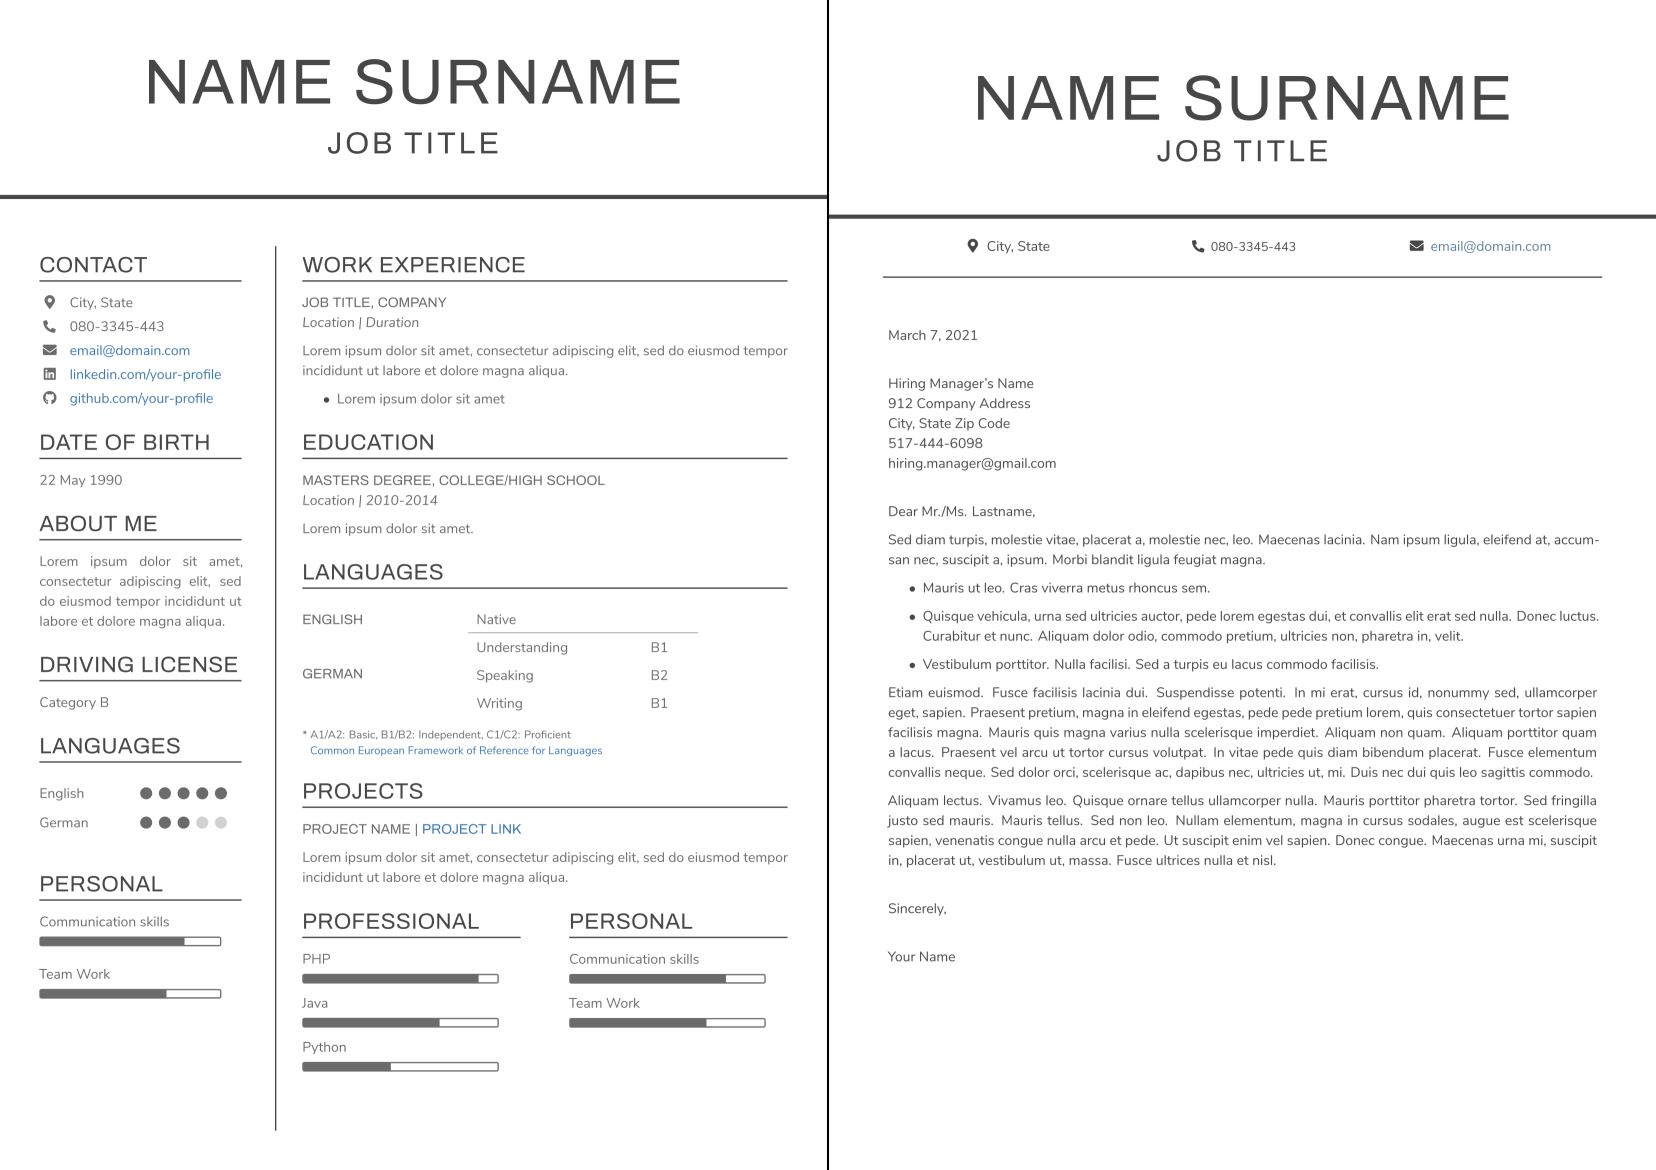 NAME SURNAME
JOB TITLE
CONTACT
City, State
080-3345-443
email@domain.com
linkedin.com/your-profile
github.com/your-profile
DATE OF BIRTH
22 May 1990
ABOUT ME
Lorem ipsum dolor sit amet,
consectetur adipiscing elit, sed
do eiusmod tempor incididunt ut
labore et dolore magna aliqua.
DRIVING LICENSE
Category B
LANGUAGES
English
German
PERSONAL
Communication skills
Team Work
WORK EXPERIENCE
JOB TITLE, COMPANY
Location | Duration
Lorem ipsum dolor sit amet, consectetur adipiscing elit, sed do eiusmod tempor
incididunt ut labore et dolore magna aliqua.
• Lorem ipsum dolor sit amet
EDUCATION
MASTERS DEGREE, COLLEGE/HIGH SCHOOL
Location | 2010-2014
Lorem ipsum dolor sit amet.
LANGUAGES
ENGLISH Native
Understanding B1
GERMAN Speaking B2
Writing B1
* A1/A2: Basic, B1/B2: Independent, C1/C2: Proficient
Common European Framework of Reference for Languages
PROJECTS
PROJECT NAME | PROJECT LINK
Lorem ipsum dolor sit amet, consectetur adipiscing elit, sed do eiusmod tempor
incididunt ut labore et dolore magna aliqua.
PROFESSIONAL
PHP
Java
Python
PERSONAL
Communication skills
Team Work
NAME SURNAME
JOB TITLE
City, State 080-3345-443 email@domain.com
March 7, 2021
Hiring Manager's Name
912 Company Address
City, State Zip Code
517-444-6098
hiring.manager@gmail.com
Dear Mr./Ms. Lastname,
Sed diam turpis, molestie vitae, placerat a, molestie nec, leo. Maecenas lacinia. Nam ipsum ligula, eleifend at, accum-
san nec, suscipit a, ipsum. Morbi blandit ligula feugiat magna.
• Mauris ut leo. Cras viverra metus rhoncus sem.
• Quisque vehicula, urna sed ultricies auctor, pede lorem egestas dui, et convallis elit erat sed nulla. Donec luctus.
Curabitur et nunc. Aliquam dolor odio, commodo pretium, ultricies non, pharetra in, velit.
• Vestibulum porttitor. Nulla facilisi. Sed a turpis eu lacus commodo facilisis.
Etiam euismod. Fusce facilisis lacinia dui. Suspendisse potenti. In mi erat, cursus id, nonummy sed, ullamcorper
eget, sapien. Praesent pretium, magna in eleifend egestas, pede pede pretium lorem, quis consectetuer tortor sapien
facilisis magna. Mauris quis magna varius nulla scelerisque imperdiet. Aliquam non quam. Aliquam porttitor quam
a lacus. Praesent vel arcu ut tortor cursus volutpat. In vitae pede quis diam bibendum placerat. Fusce elementum
convallis neque. Sed dolor orci, scelerisque ac, dapibus nec, ultricies ut, mi. Duis nec dui quis leo sagittis commodo.
Aliquam lectus. Vivamus leo. Quisque ornare tellus ullamcorper nulla. Mauris porttitor pharetra tortor. Sed fringilla
justo sed mauris. Mauris tellus. Sed non leo. Nullam elementum, magna in cursus sodales, augue est scelerisque
sapien, venenatis congue nulla arcu et pede. Ut suscipit enim vel sapien. Donec congue. Maecenas urna mi, suscipit
in, placerat ut, vestibulum ut, massa. Fusce ultrices nulla et nisl.
Sincerely,
Your Name